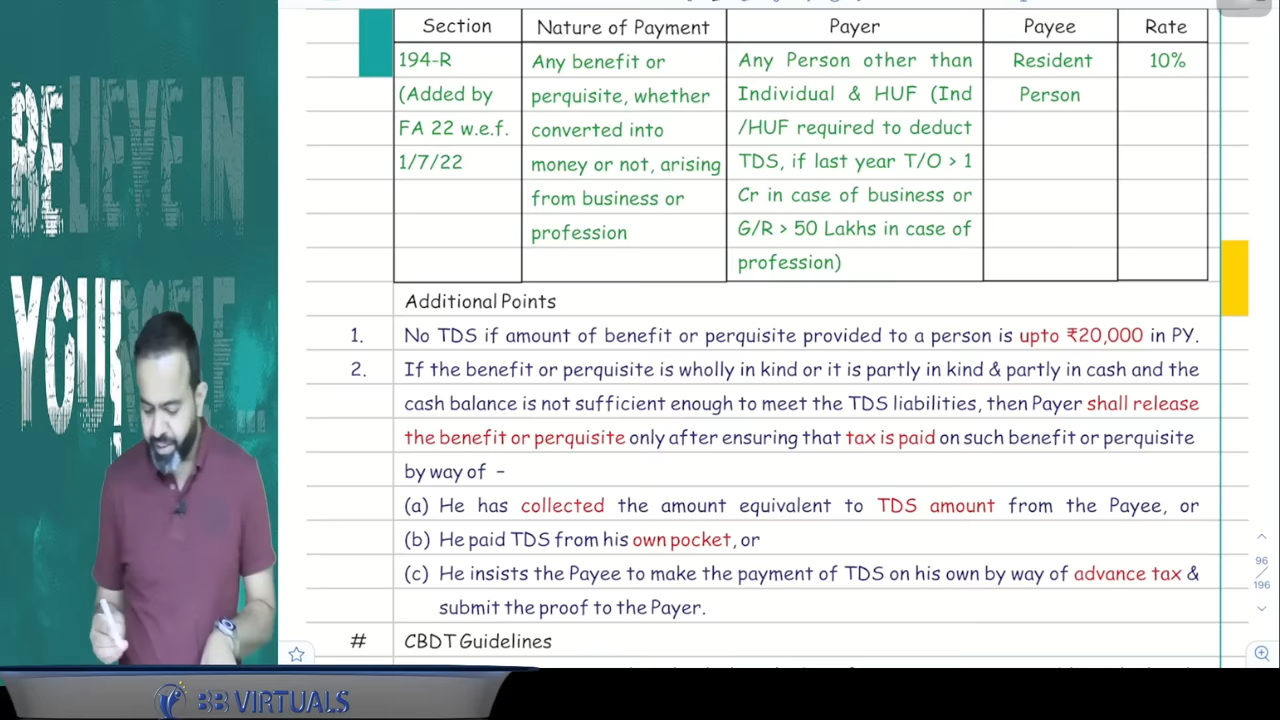 BELIEVE IN
YOURSELF...
Section Nature of Payment Payer Payee Rate
194-R Any benefit or Any Person other than Resident 10%
(Added by perquisite, whether Individual & HUF (Ind Person
FA 22 w.e.f. converted into /HUF required to deduct
1/7/22 money or not, arising TDS, if last year T/O > 1
from business or Cr in case of business or
profession G/R > 50 Lakhs in case of
profession)
Additional Points
1. No TDS if amount of benefit or perquisite provided to a person is upto ₹20,000 in PY.
2. If the benefit or perquisite is wholly in kind or it is partly in kind & partly in cash and the
cash balance is not sufficient enough to meet the TDS liabilities, then Payer shall release
the benefit or perquisite only after ensuring that tax is paid on such benefit or perquisite
by way of –
(a) He has collected the amount equivalent to TDS amount from the Payee, or
(b) He paid TDS from his own pocket, or
(c) He insists the Payee to make the payment of TDS on his own by way of advance tax &
submit the proof to the Payer.
# CBDT Guidelines
96
/
196
BB VIRTUALS